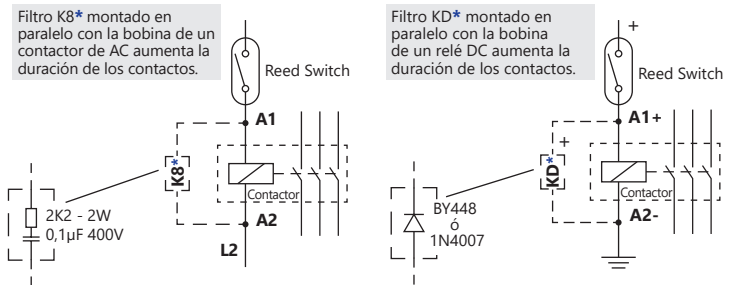 Filtro K8* montado en
paralelo con la bobina de un
contactor de AC aumenta la
duración de los contactos.
Reed Switch
A1
K8*
Contactor
2K2 - 2W
0,1µF 400V
A2
L2
Filtro KD* montado en
paralelo con la bobina
de un relé DC aumenta la
duración de los contactos.
+
Reed Switch
A1+
+
KD*
Contactor
BY448
ó
1N4007
A2-